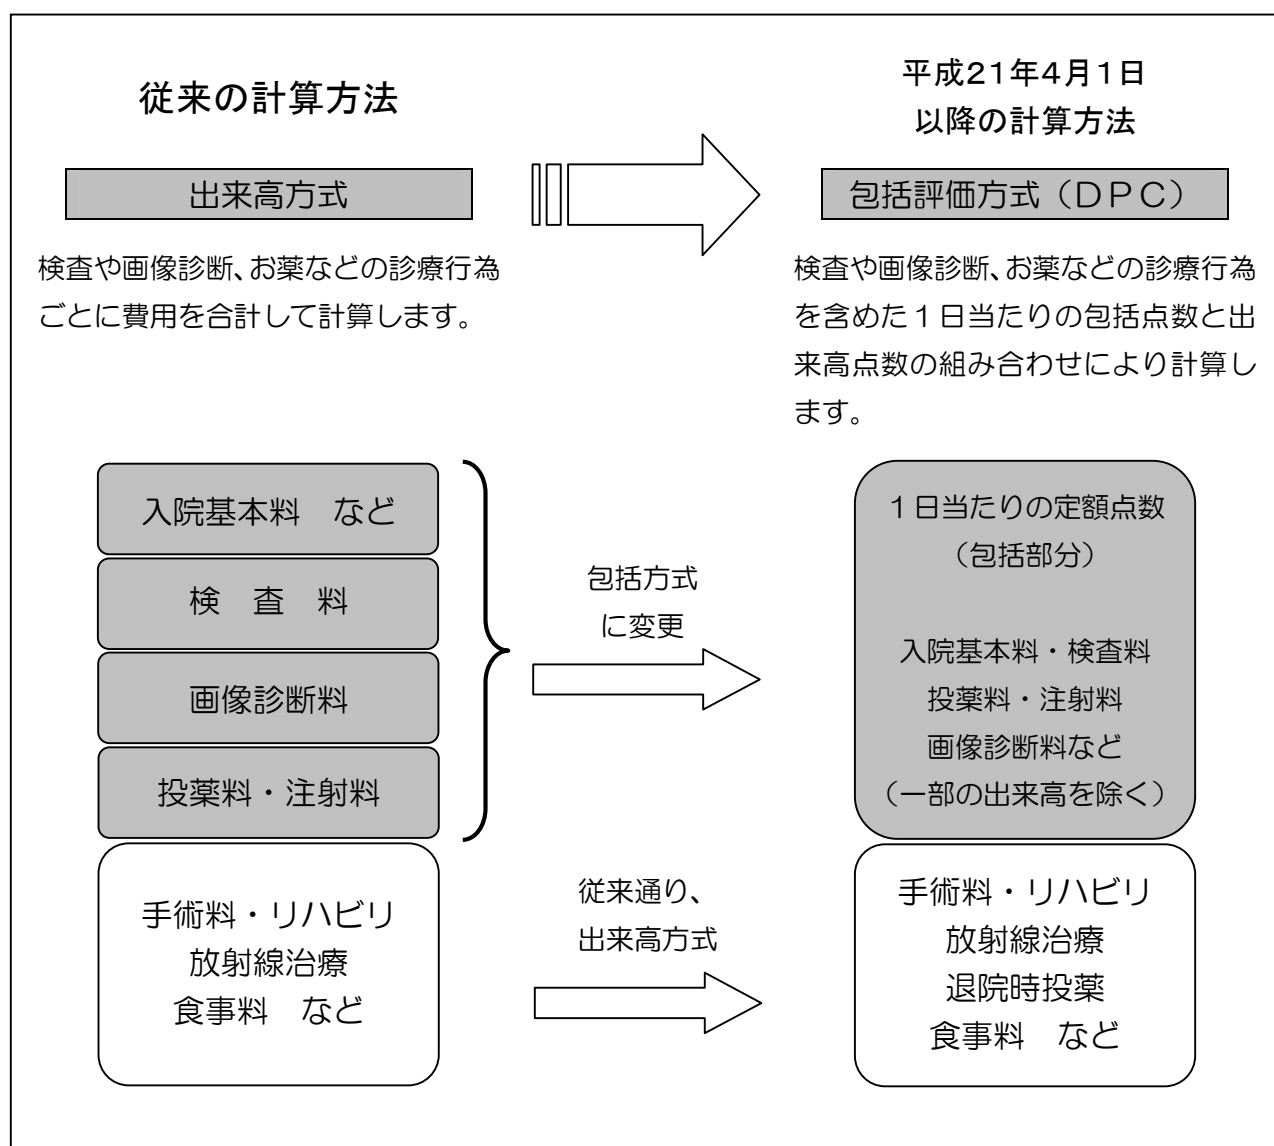 従来の計算方法
出来高方式
検査や画像診断、お薬などの診療行為
ごとに費用を合計して計算します。
平成21年4月1日
以降の計算方法
包括評価方式（ＤＰＣ）
検査や画像診断、お薬などの診療行為
を含めた１日当たりの包括点数と出
来高点数の組み合わせにより計算し
ます。
入院基本料　など
検　査　料
画像診断料
投薬料・注射料
手術料・リハビリ
放射線治療
食事料　など
包括方式
に変更
従来通り、
出来高方式
１日当たりの定額点数
（包括部分）
入院基本料・検査料
投薬料・注射料
画像診断料など
（一部の出来高を除く）
手術料・リハビリ
放射線治療
退院時投薬
食事料　など